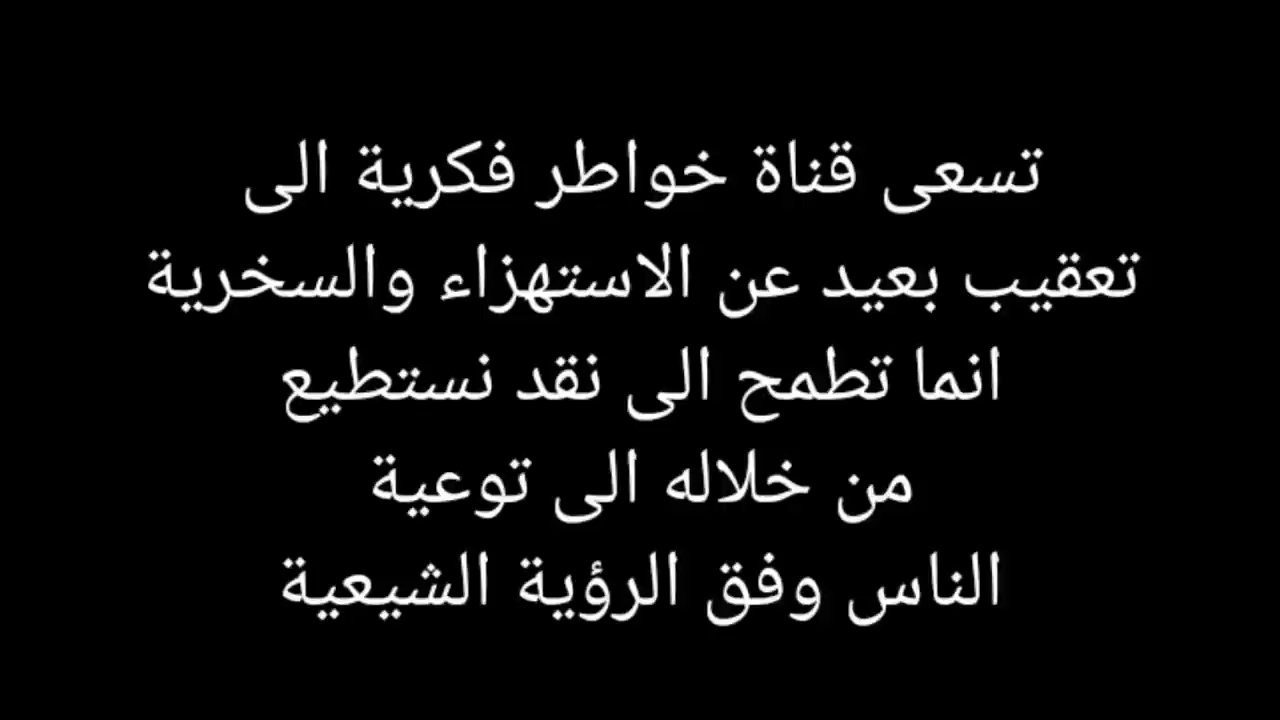 تسعى قناة خواطر فكرية الى
تعقيب بعيد عن الاستهزاء والسخرية
انما تطمح الى نقد نستطيع
من خلاله الى توعية
الناس وفق الرؤية الشيعية